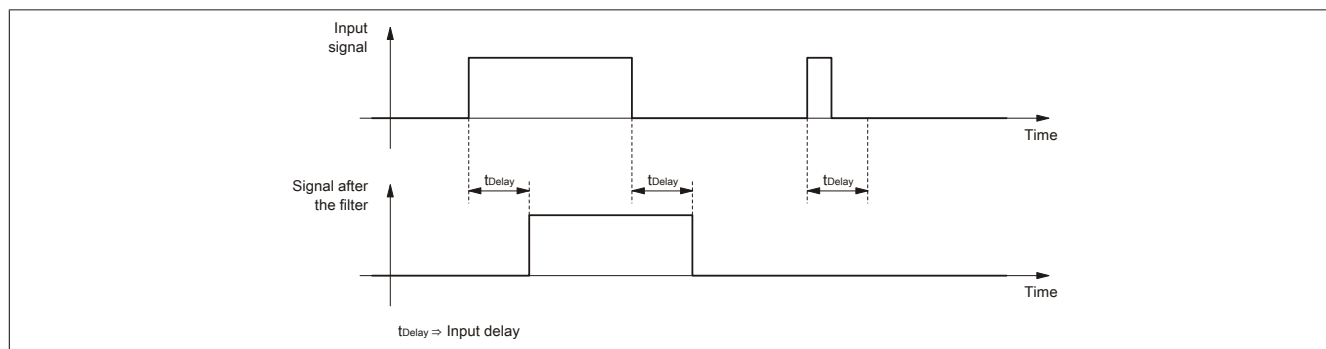 Input
signal
Time
tDelay
tDelay
tDelay
Signal after
the filter
Time
tDelay ⇒ Input delay